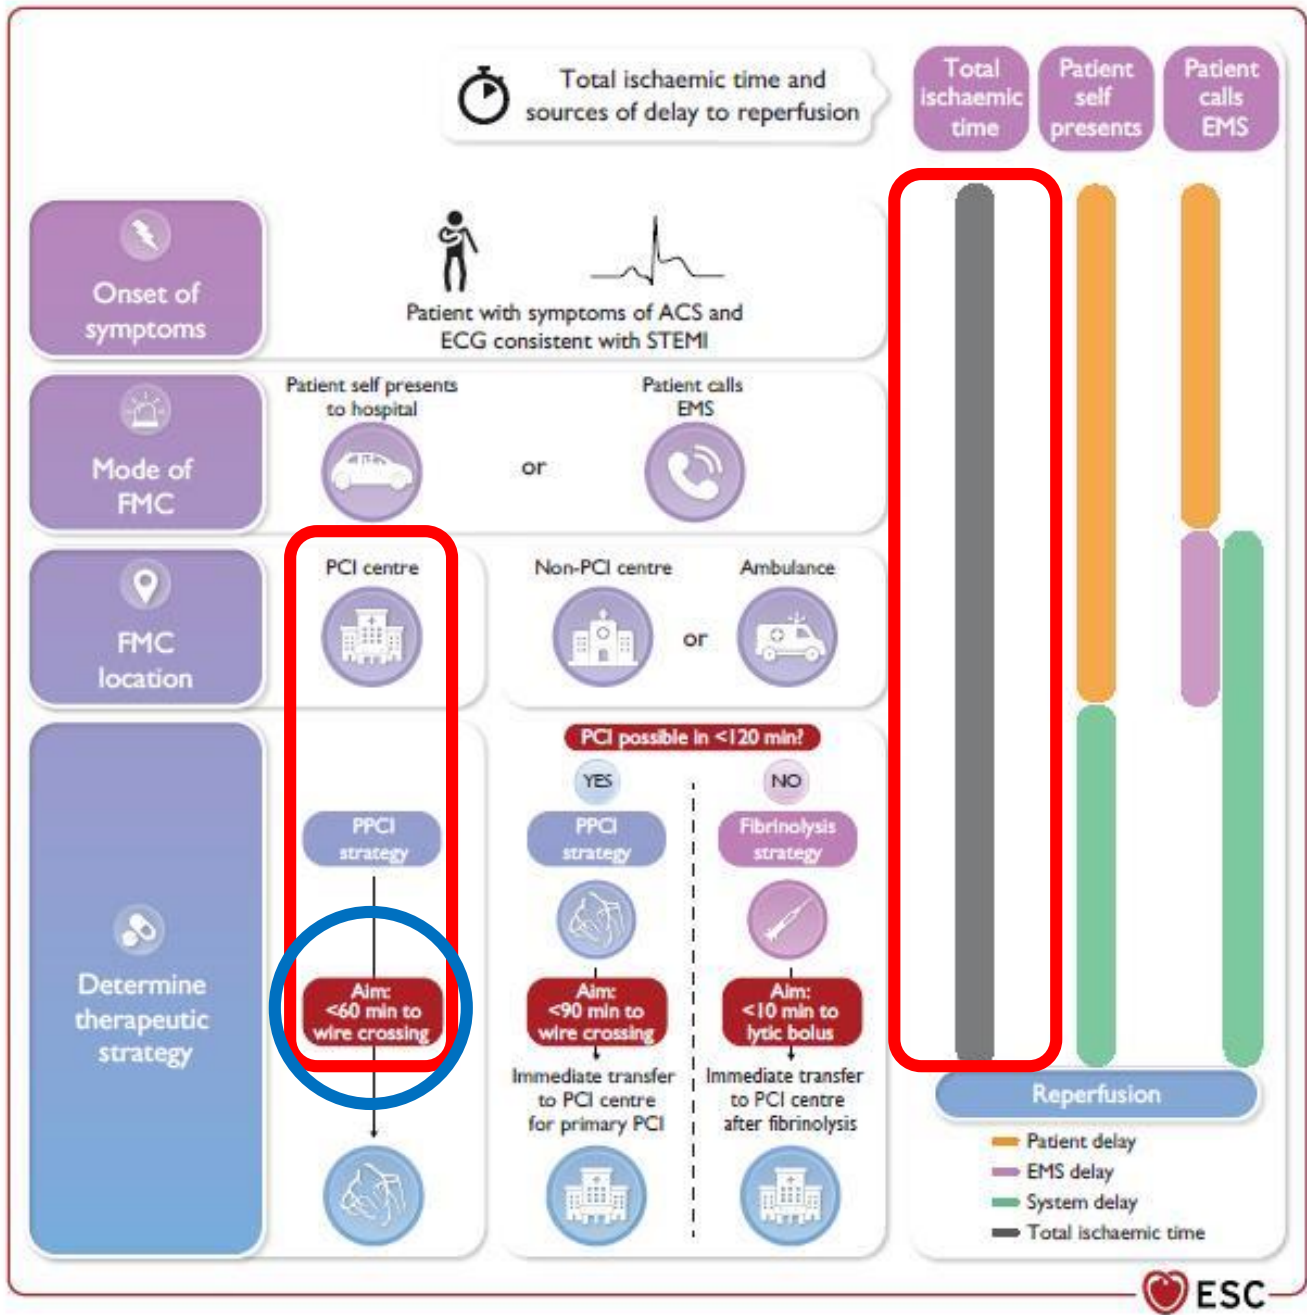 Total ischaemic time and
sources of delay to reperfusion
Total
ischaemic
time
Patient
self
presents
Patient
calls
EMS
Onset of
symptoms
Patient with symptoms of ACS and
ECG consistent with STEMI
Mode of
FMC
Patient self presents
to hospital
or
Patient calls
EMS
FMC
location
PCI centre
Non-PCI centre
or
Ambulance
Determine
therapeutic
strategy
PPCI
strategy
Aim:
<60 min to
wire crossing
PCI possible in <120 min?
YES
PPCI
strategy
Aim:
<90 min to
wire crossing
Immediate transfer
to PCI centre
for primary PCI
NO
Fibrinolysis
strategy
Aim:
<10 min to
lytic bolus
Immediate transfer
to PCI centre
after fibrinolysis
Reperfusion
Patient delay
EMS delay
System delay
Total ischaemic time
ESC